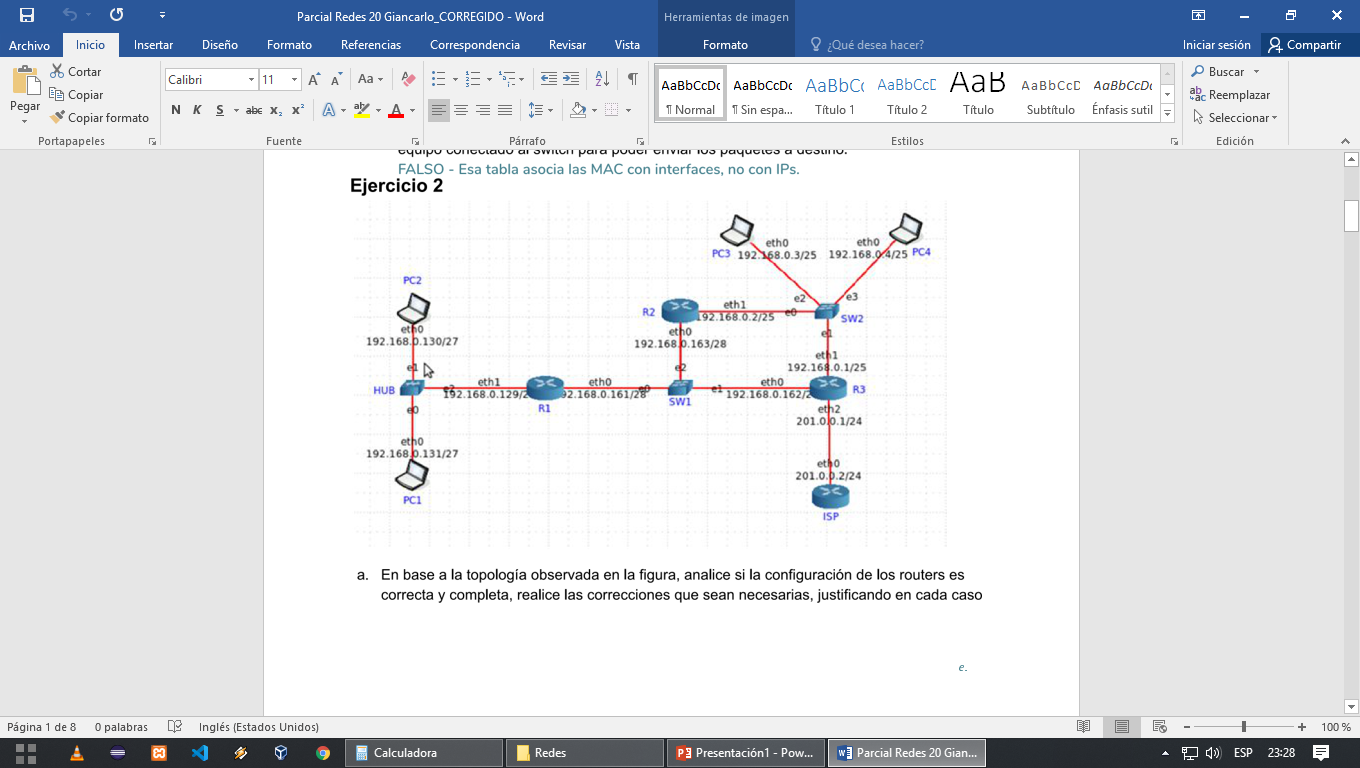 Parcial Redes 20 Giancarlo_CORREGIDO - Word
Herramientas de imagen
Archivo
Inicio
Insertar
Diseño
Formato
Referencias
Correspondencia
Revisar
Vista
Formato
¿Qué desea hacer?
Iniciar sesión
Compartir
Pegar
Cortar
Copiar
Copiar formato
Portapapeles
Calibri
11
Aa
N K S abc x₂ x²
Fuente
Párrafo
AaBbCcDc
¶ Normal
AaBbCcDc
¶ Sin espa...
AaBbCc
Título 1
AaBbCcE
Título 2
AaB
Título
AaBbCcD
Subtítulo
AaBbCcDc
Énfasis sutil
Estilos
Buscar
Reemplazar
Seleccionar
Edición
equipo conectado al switch para poder enviar los paquetes a destino.
FALSO - Esa tabla asocia las MAC con interfaces, no con IPs.
Ejercicio 2
PC3
eth0
192.168.0.3/25
eth0
192.168.0.4/25
PC4
PC2
eth0
192.168.0.130/27
e1
R2
eth1
192.168.0.2/25
e0
e2
e3
SW2
eth0
192.168.0.163/28
e2
e1
eth1
192.168.0.1/25
HUB
e2
eth1
192.168.0.129/2
R1
eth0
192.168.0.161/28
e0
SW1
e1
eth0
192.168.0.162/2
R3
e0
eth0
192.168.0.131/27
PC1
eth2
201.0.0.1/24
eth0
201.0.0.2/24
ISP
a. En base a la topología observada en la figura, analice si la configuración de los routers es
correcta y completa, realice las correcciones que sean necesarias, justificando en cada caso
e.
Página 1 de 8
0 palabras
Inglés (Estados Unidos)
100 %
Calculadora
Redes
Presentación1 - Pow...
Parcial Redes 20 Gian...
ESP
23:28